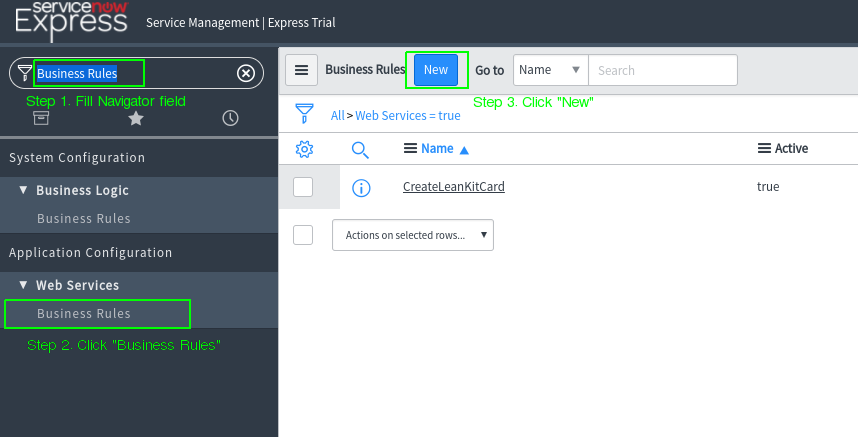 servicenow
Express
Service Management | Express Trial
Business Rules
Step 1. Fill Navigator field
System Configuration
▼ Business Logic
Business Rules
Application Configuration
▼ Web Services
Business Rules
Step 2. Click "Business Rules"
Business Rules New Go to Name ▼ Search
Step 3. Click "New"
All > Web Services = true
Name ▲ Active
CreateLeanKitCard true
Actions on selected rows... ▼